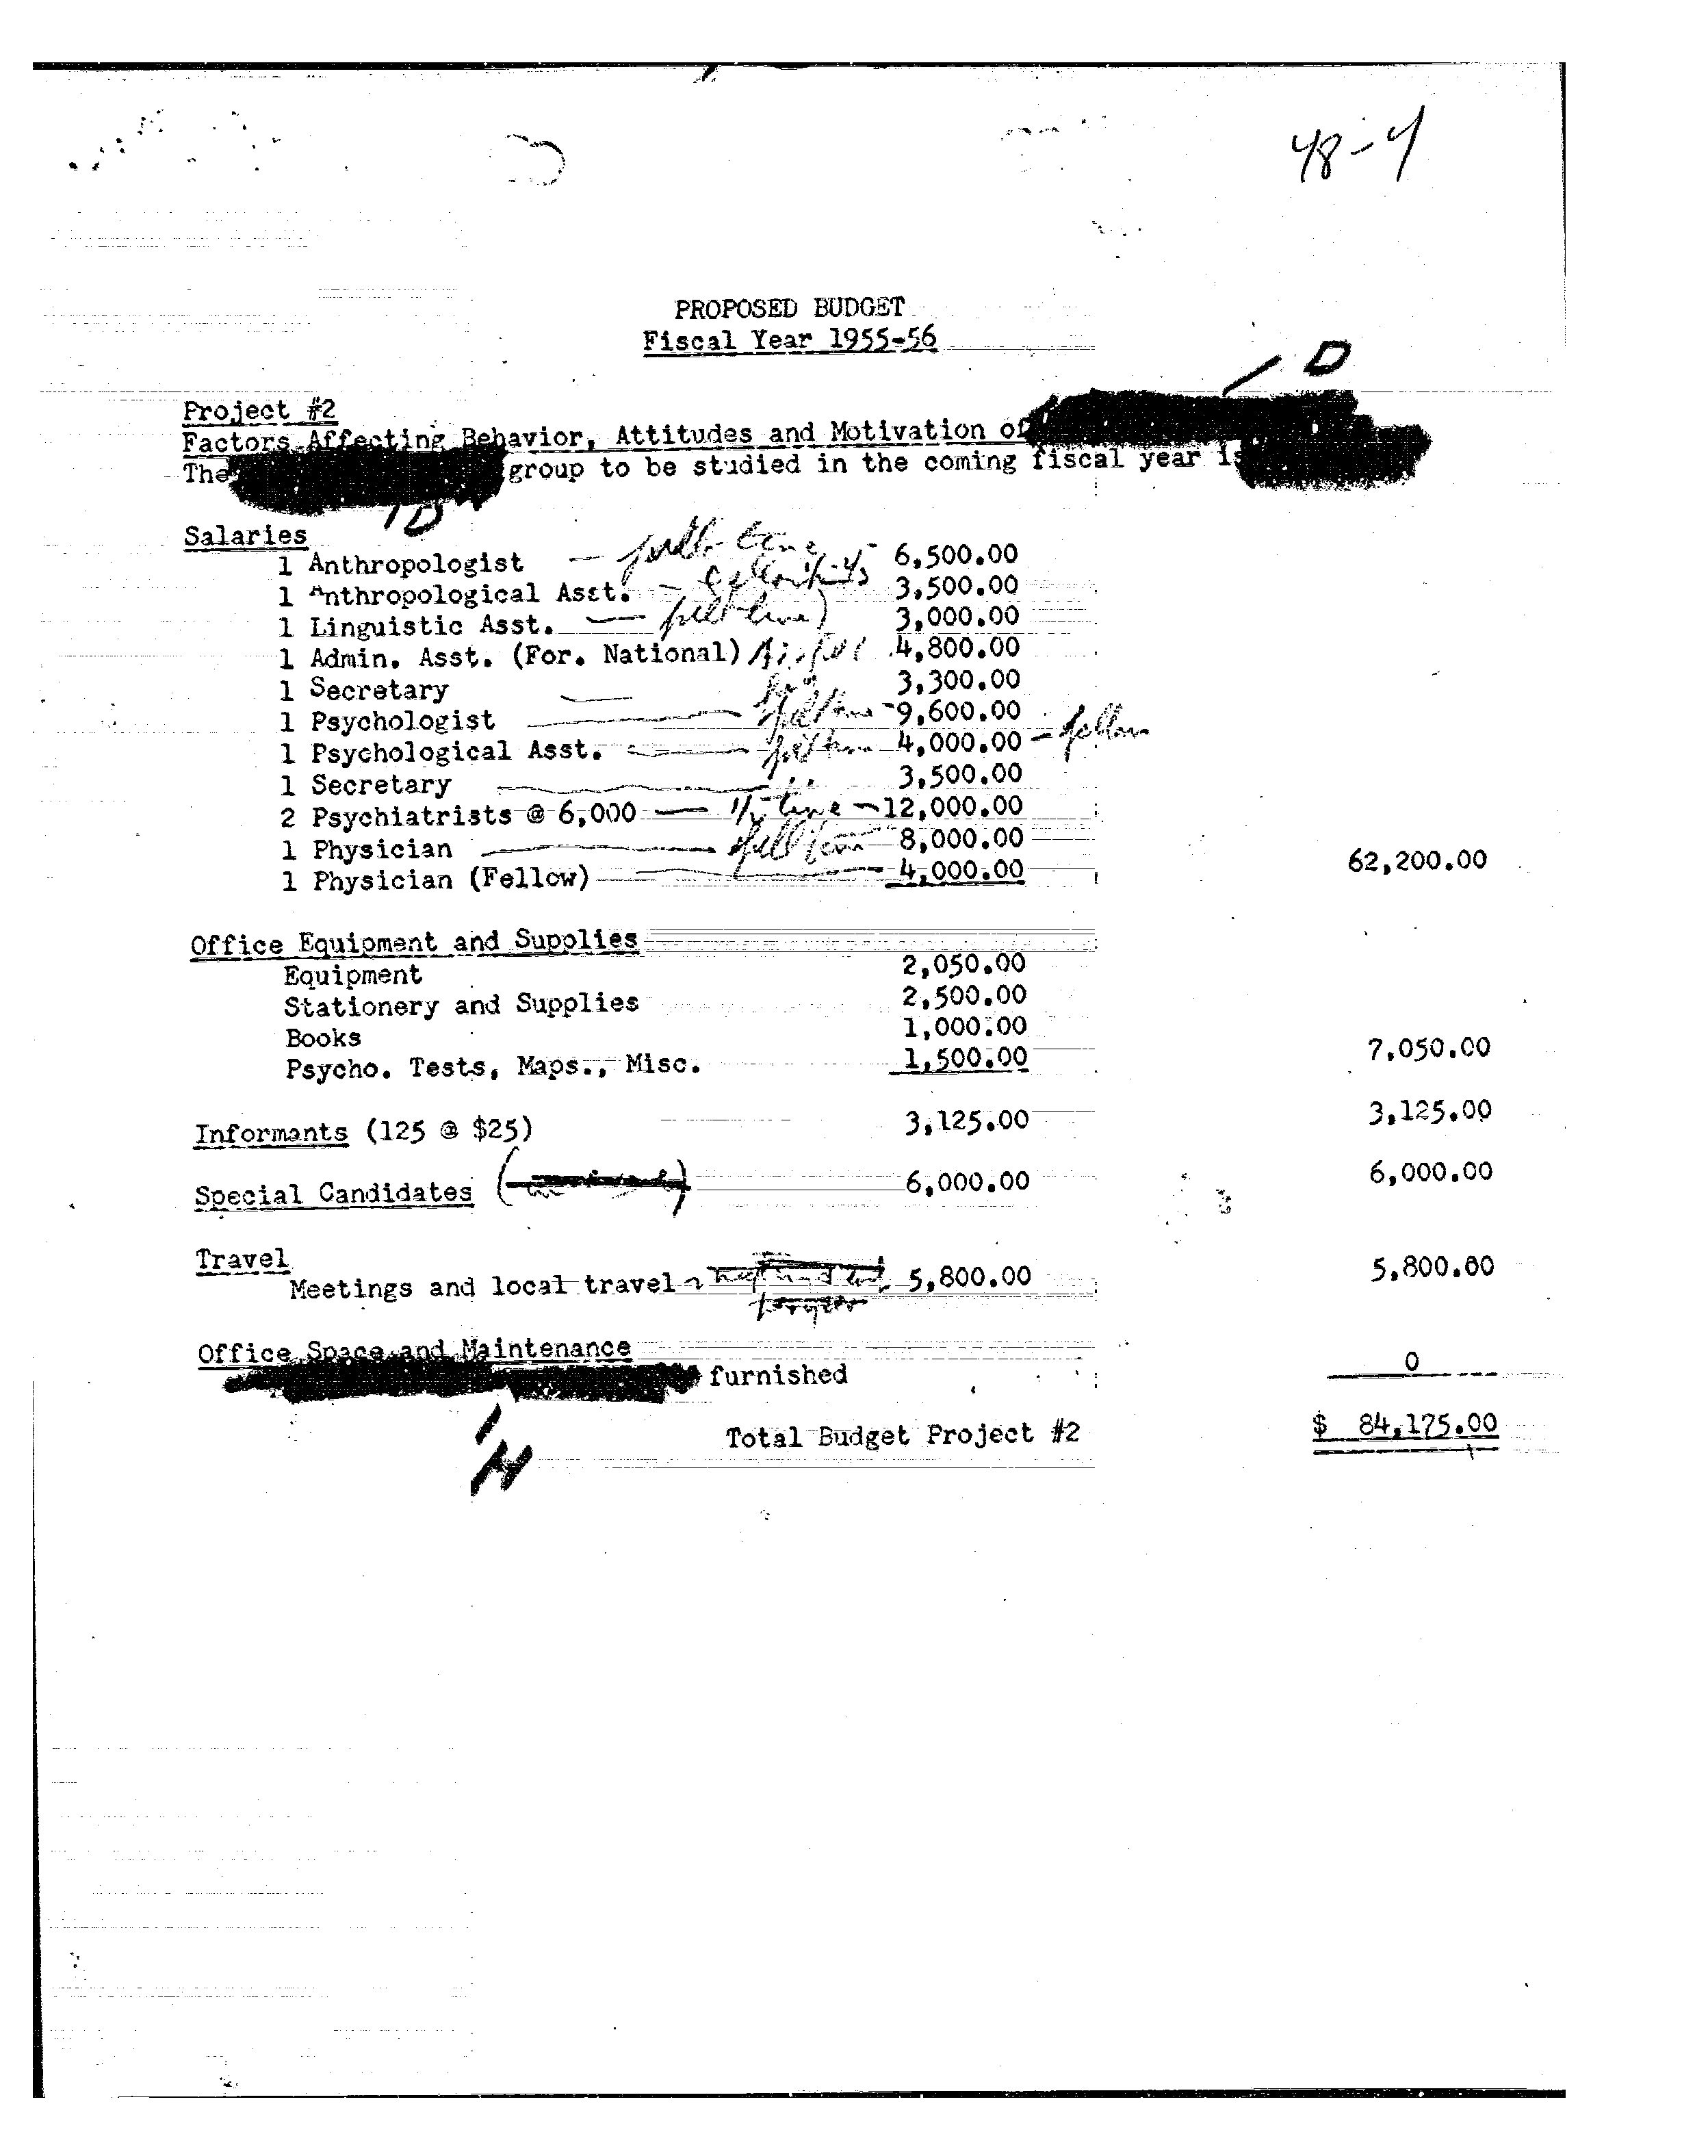 48-4
PROPOSED BUDGET
Fiscal Year 1955-56
D
Project #2
Factors Affecting Behavior, Attitudes and Motivation of
The group to be studied in the coming fiscal year is
D
Salaries
1 Anthropologist — full time 6,500.00
1 Anthropological Asst. — 3,500.00
1 Linguistic Asst. — full time 3,000.00
1 Admin. Asst. (For. National) 4,800.00
1 Secretary — 3,300.00
1 Psychologist — full time - 9,600.00
1 Psychological Asst. — full time 4,000.00 - fellow
1 Secretary — 3,500.00
2 Psychiatrists @ 6,000 — 1/2 time - 12,000.00
1 Physician — full time 8,000.00
1 Physician (Fellow) — 4,000.00 62,200.00
Office Equipment and Supplies
Equipment 2,050.00
Stationery and Supplies 2,500.00
Books 1,000.00
Psycho. Tests, Maps., Misc. 1,500.00 7,050.00
Informants (125 @ $25) 3,125.00 3,125.00
Special Candidates 6,000.00 6,000.00
Travel
Meetings and local travel 5,800.00 5,800.00
Office Space and Maintenance
furnished 0
H
Total Budget Project #2 $ 84,175.00